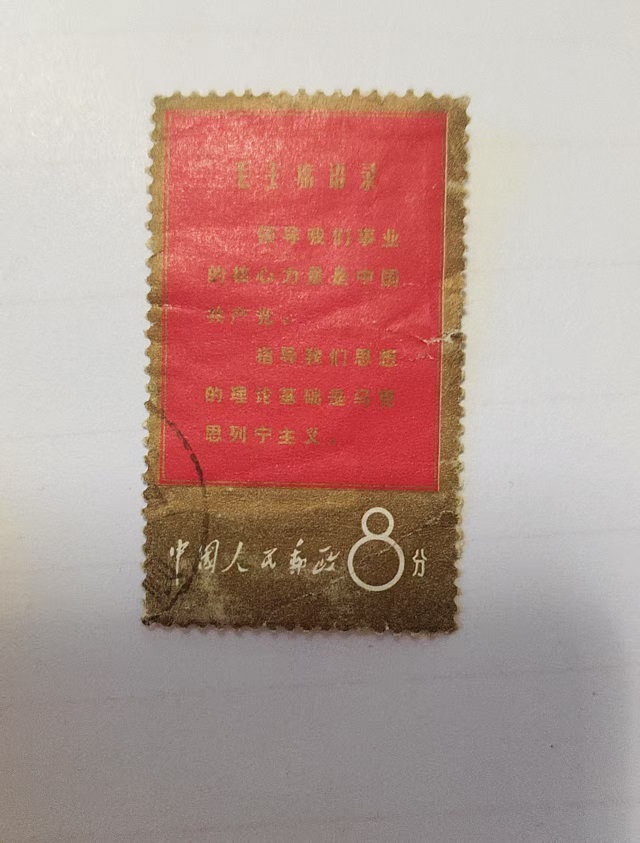 毛主席语录
领导我们事业
的核心力量是中国
共产党。
指导我们思想
的理论基础是马克
思列宁主义。
中国人民邮政
8分